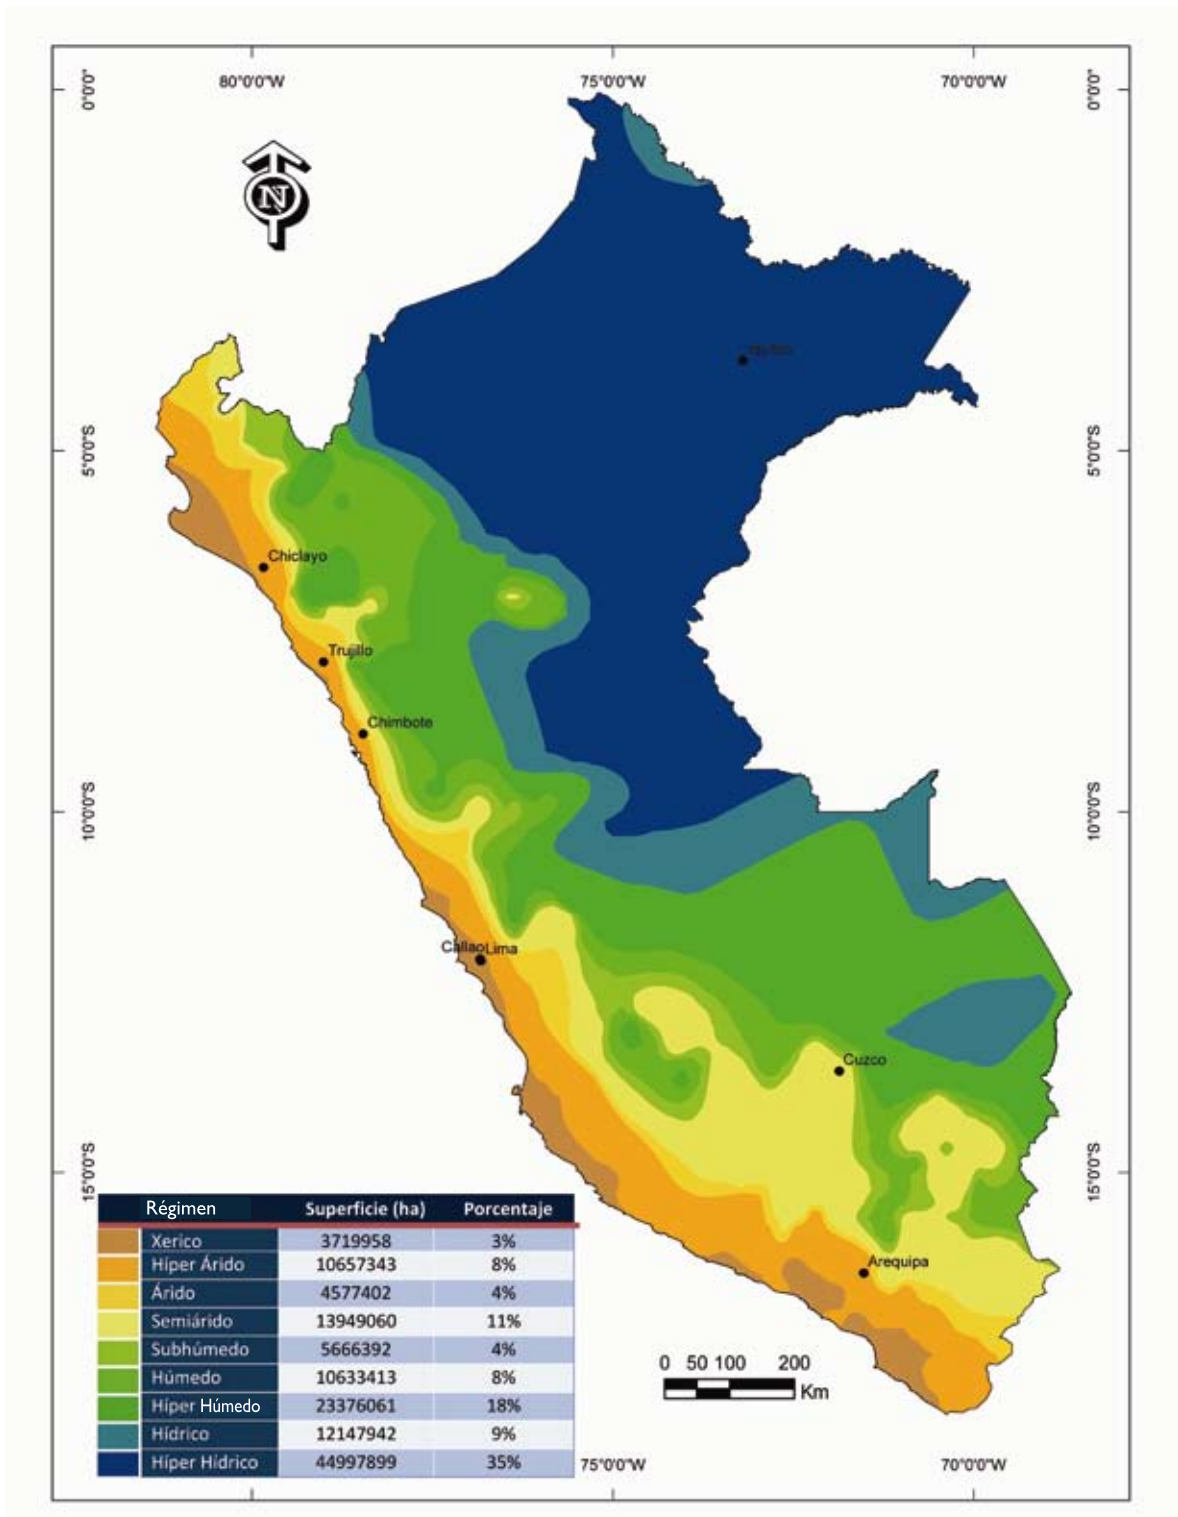 80°0'0"W 75°0'0"W 70°0'0"W
0°0'0" 0°0'0"
N
5°0'0"S 5°0'0"S
Chiclayo
Trujillo
Chimbote
10°0'0"S 10°0'0"S
Callao Lima
Cuzco
15°0'0"S 15°0'0"S
Arequipa
Régimen Superficie (ha) Porcentaje
Xerico 3719958 3%
Híper Árido 10657343 8%
Árido 4577402 4%
Semiárido 13949060 11%
Subhúmedo 5666392 4%
Húmedo 10633413 8%
Híper Húmedo 23376061 18%
Hídrico 12147942 9%
Híper Hídrico 44997899 35%
0 50 100 200
Km
75°0'0"W 70°0'0"W